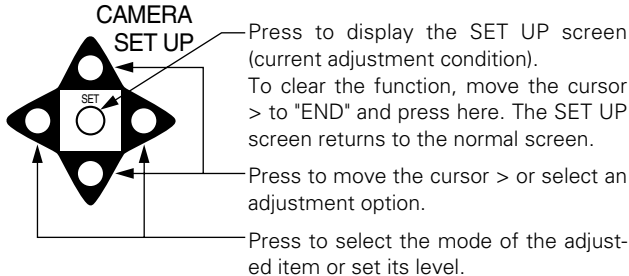 CAMERA
SET UP
SET
Press to display the SET UP screen
(current adjustment condition).
To clear the function, move the cursor
> to "END" and press here. The SET UP
screen returns to the normal screen.
Press to move the cursor > or select an
adjustment option.
Press to select the mode of the adjust-
ed item or set its level.